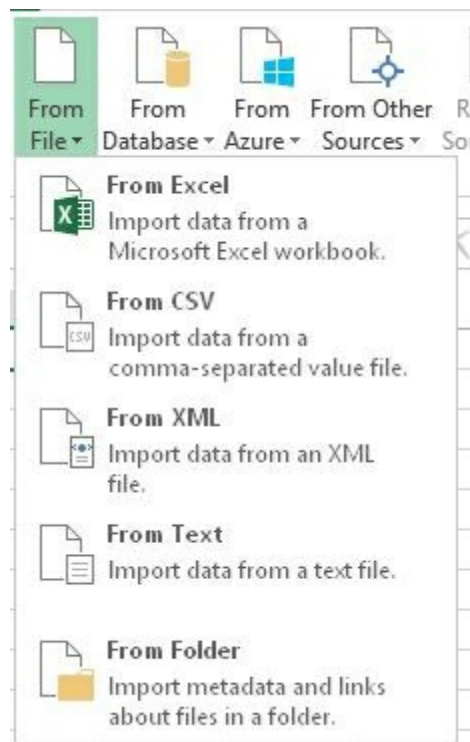 From
File
From
Database
From
Azure
From Other
Sources
From Excel
Import data from a
Microsoft Excel workbook.
From CSV
CSV
Import data from a
comma-separated value file.
From XML
Import data from an XML
file.
From Text
Import data from a text file.
From Folder
Import metadata and links
about files in a folder.